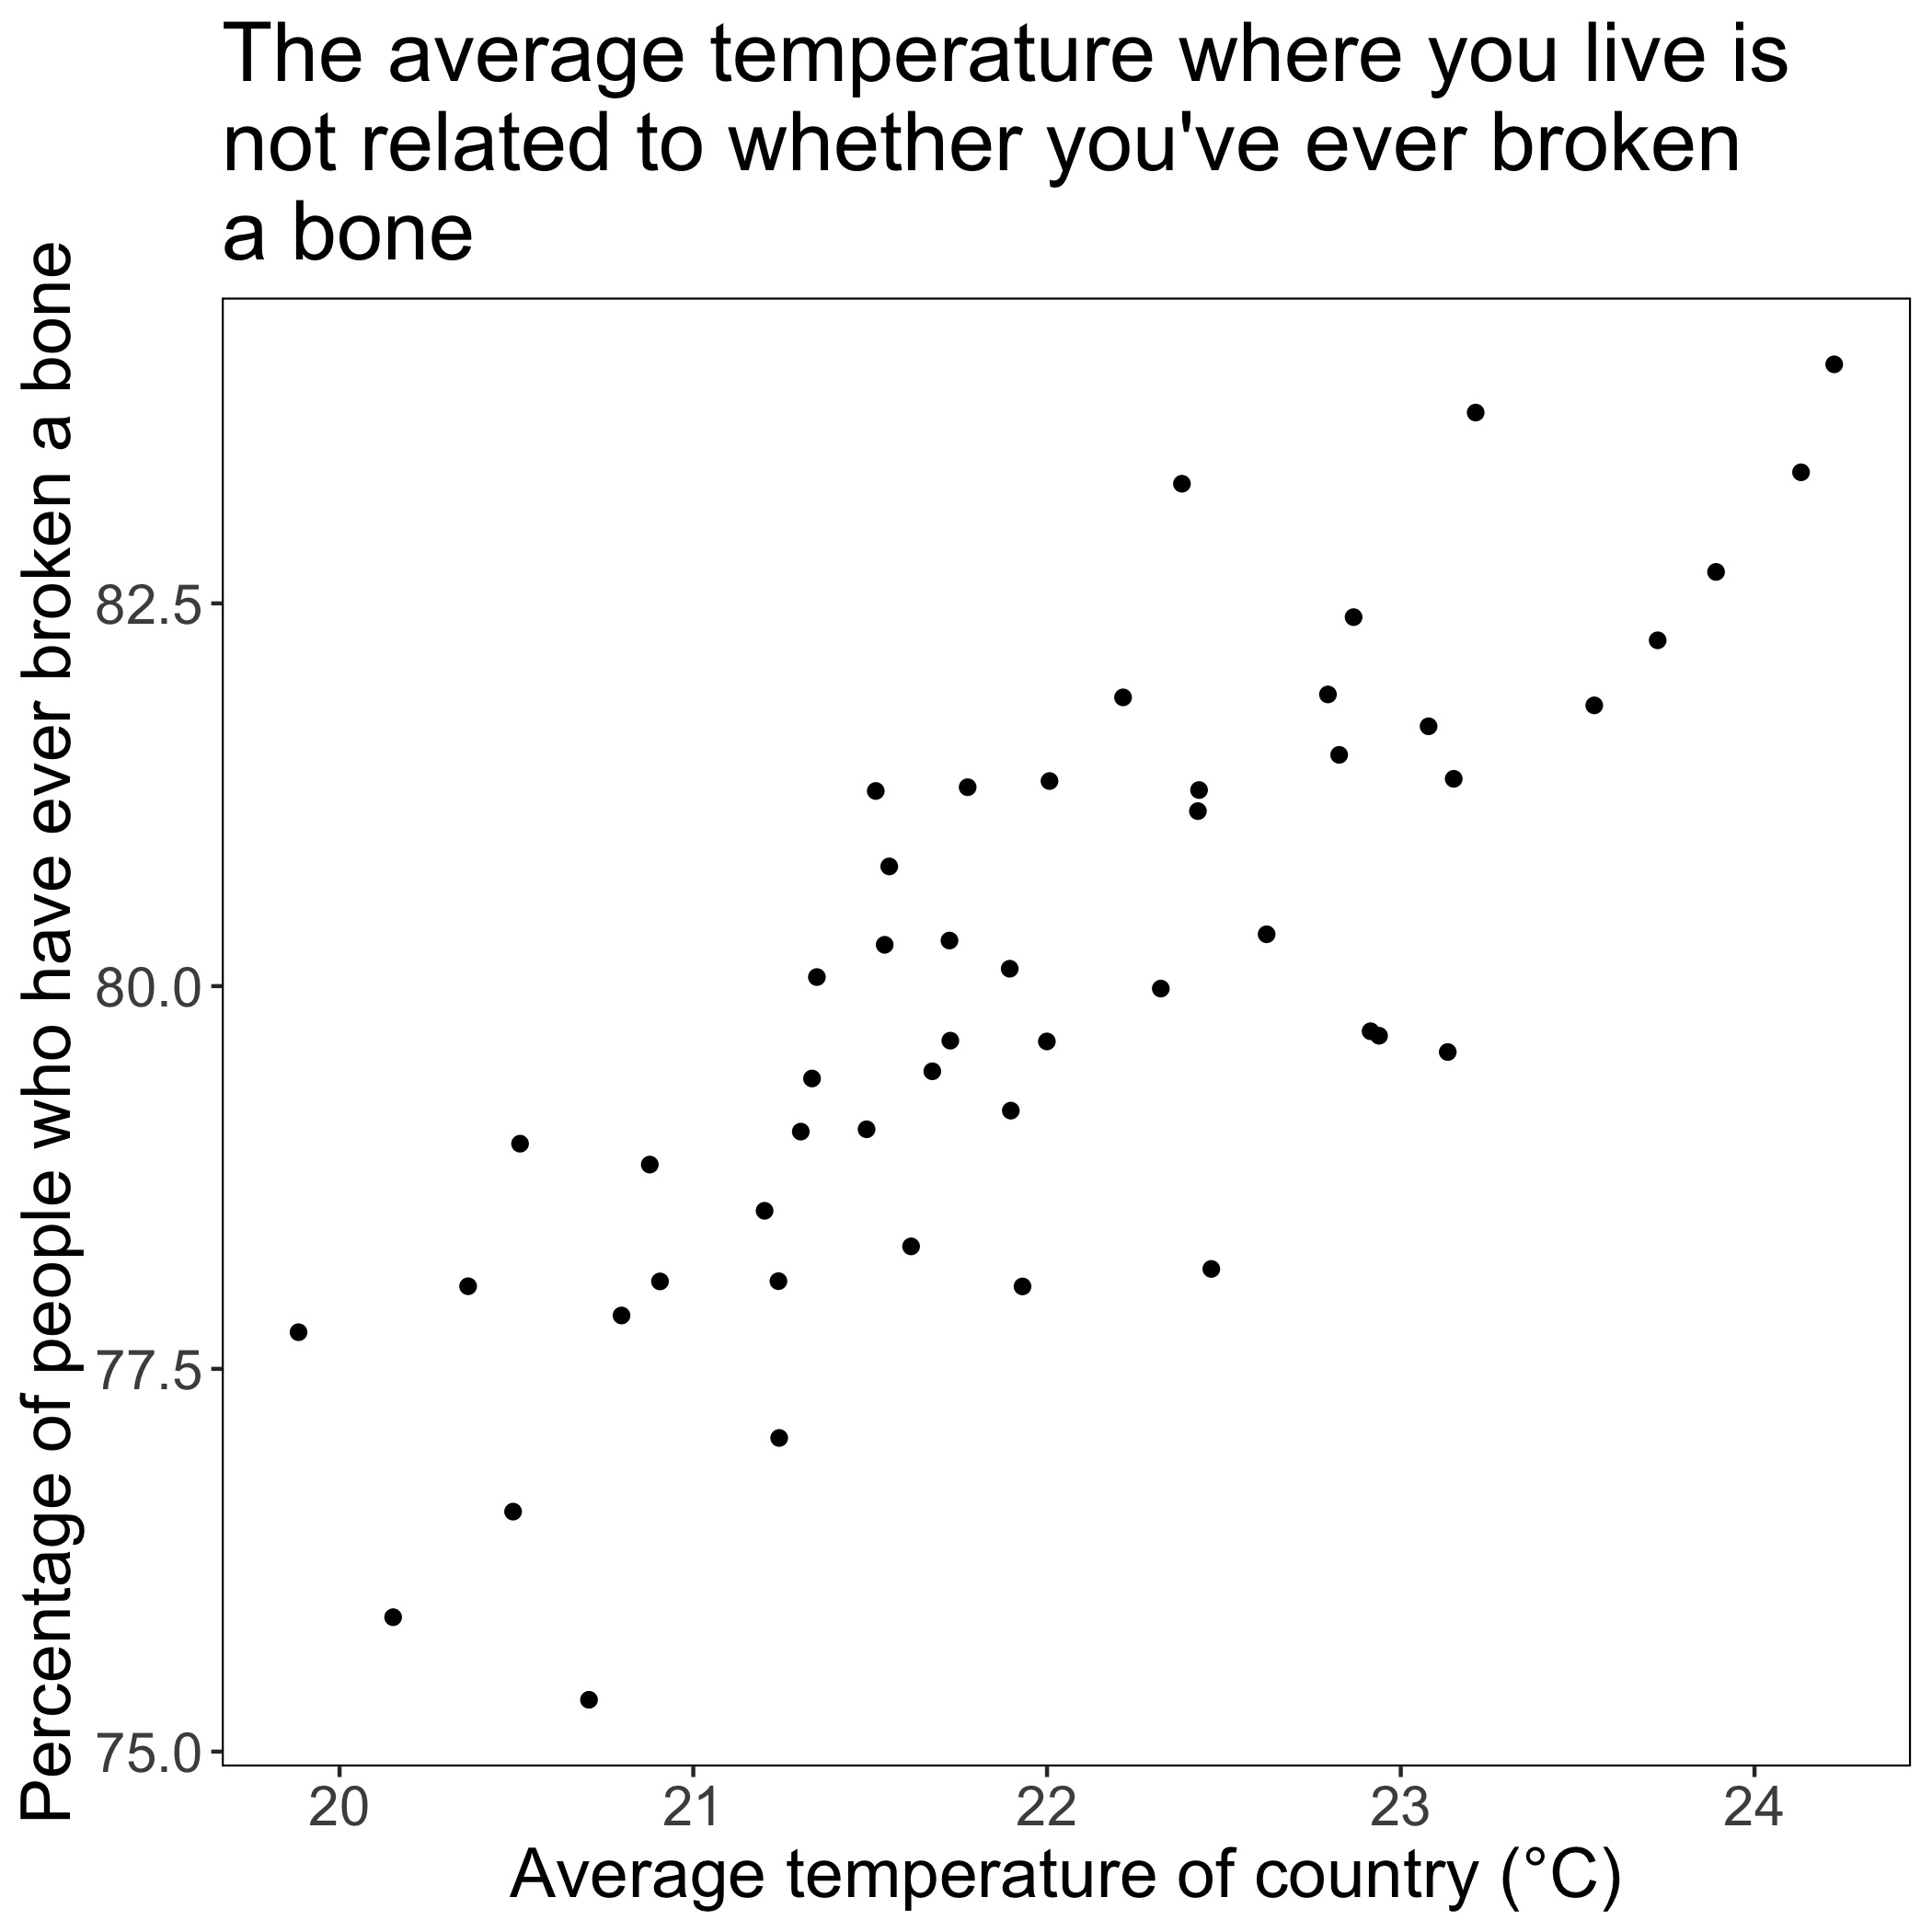 The average temperature where you live is
not related to whether you've ever broken
a bone
Percentage of people who have ever broken a bone
82.5
80.0
77.5
75.0
20 21 22 23 24
Average temperature of country (°C)